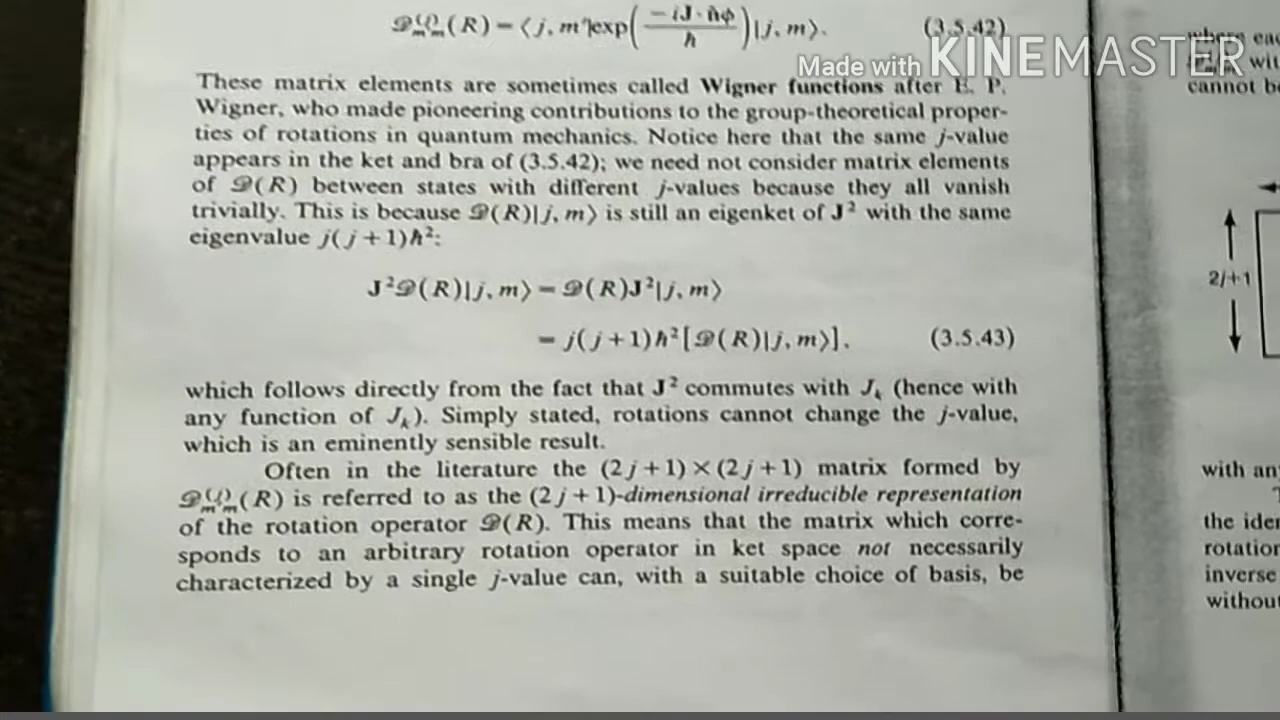 𝒟^{(j)}_{m'm}(R) = ⟨j, m'|exp(−iJ·n̂ϕ / ℏ)|j, m⟩. (3.5.42)
Made with KINEMASTER
These matrix elements are sometimes called Wigner functions after E. P.
Wigner, who made pioneering contributions to the group-theoretical proper-
ties of rotations in quantum mechanics. Notice here that the same j-value
appears in the ket and bra of (3.5.42); we need not consider matrix elements
of 𝒟(R) between states with different j-values because they all vanish
trivially. This is because 𝒟(R)|j, m⟩ is still an eigenket of J² with the same
eigenvalue j(j+1)ℏ²:
J²𝒟(R)|j, m⟩ = 𝒟(R)J²|j, m⟩
= j(j+1)ℏ²[𝒟(R)|j, m⟩], (3.5.43)
which follows directly from the fact that J² commutes with Jₖ (hence with
any function of Jₖ). Simply stated, rotations cannot change the j-value,
which is an eminently sensible result.
Often in the literature the (2j+1)×(2j+1) matrix formed by
𝒟^{(j)}_{m'm}(R) is referred to as the (2j+1)-dimensional irreducible representation
of the rotation operator 𝒟(R). This means that the matrix which corre-
sponds to an arbitrary rotation operator in ket space not necessarily
characterized by a single j-value can, with a suitable choice of basis, be
where
wit
cannot
2j+1
with
the
inverse
without